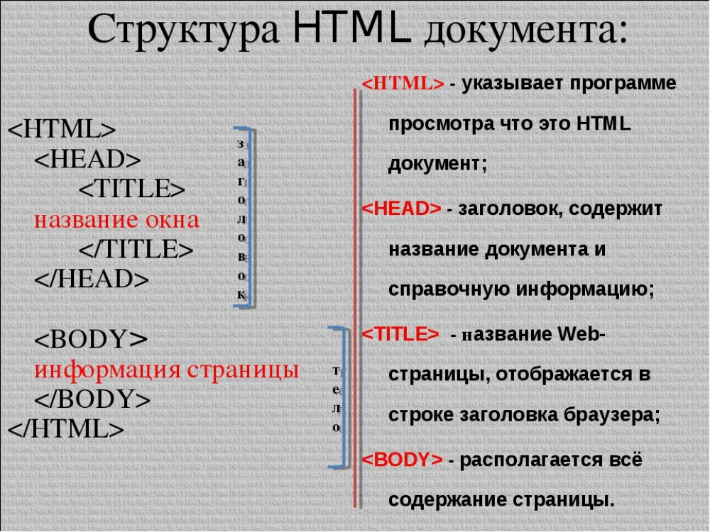 Структура HTML документа:
<HTML>
<HEAD>
<TITLE>
название окна
</TITLE>
</HEAD>
<BODY>
информация страницы
</BODY>
</HTML>
заголовок
тело
<HTML> - указывает программе
просмотра что это HTML
документ;
<HEAD> - заголовок, содержит
название документа и
справочную информацию;
<TITLE> - название Web-
страницы, отображается в
строке заголовка браузера;
<BODY> - располагается всё
содержание страницы.